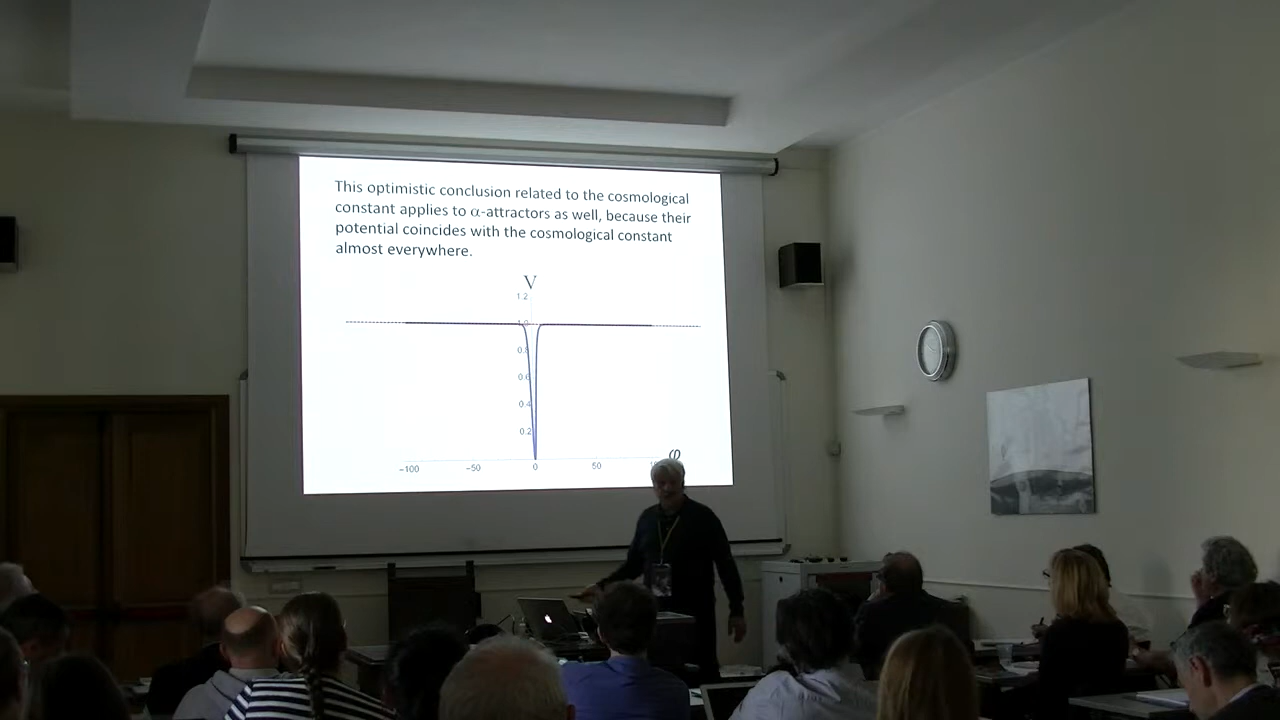 This optimistic conclusion related to the cosmological
constant applies to α-attractors as well, because their
potential coincides with the cosmological constant
almost everywhere.
V
1.2
1.0
0.8
0.6
0.4
0.2
φ
-100 -50 0 50